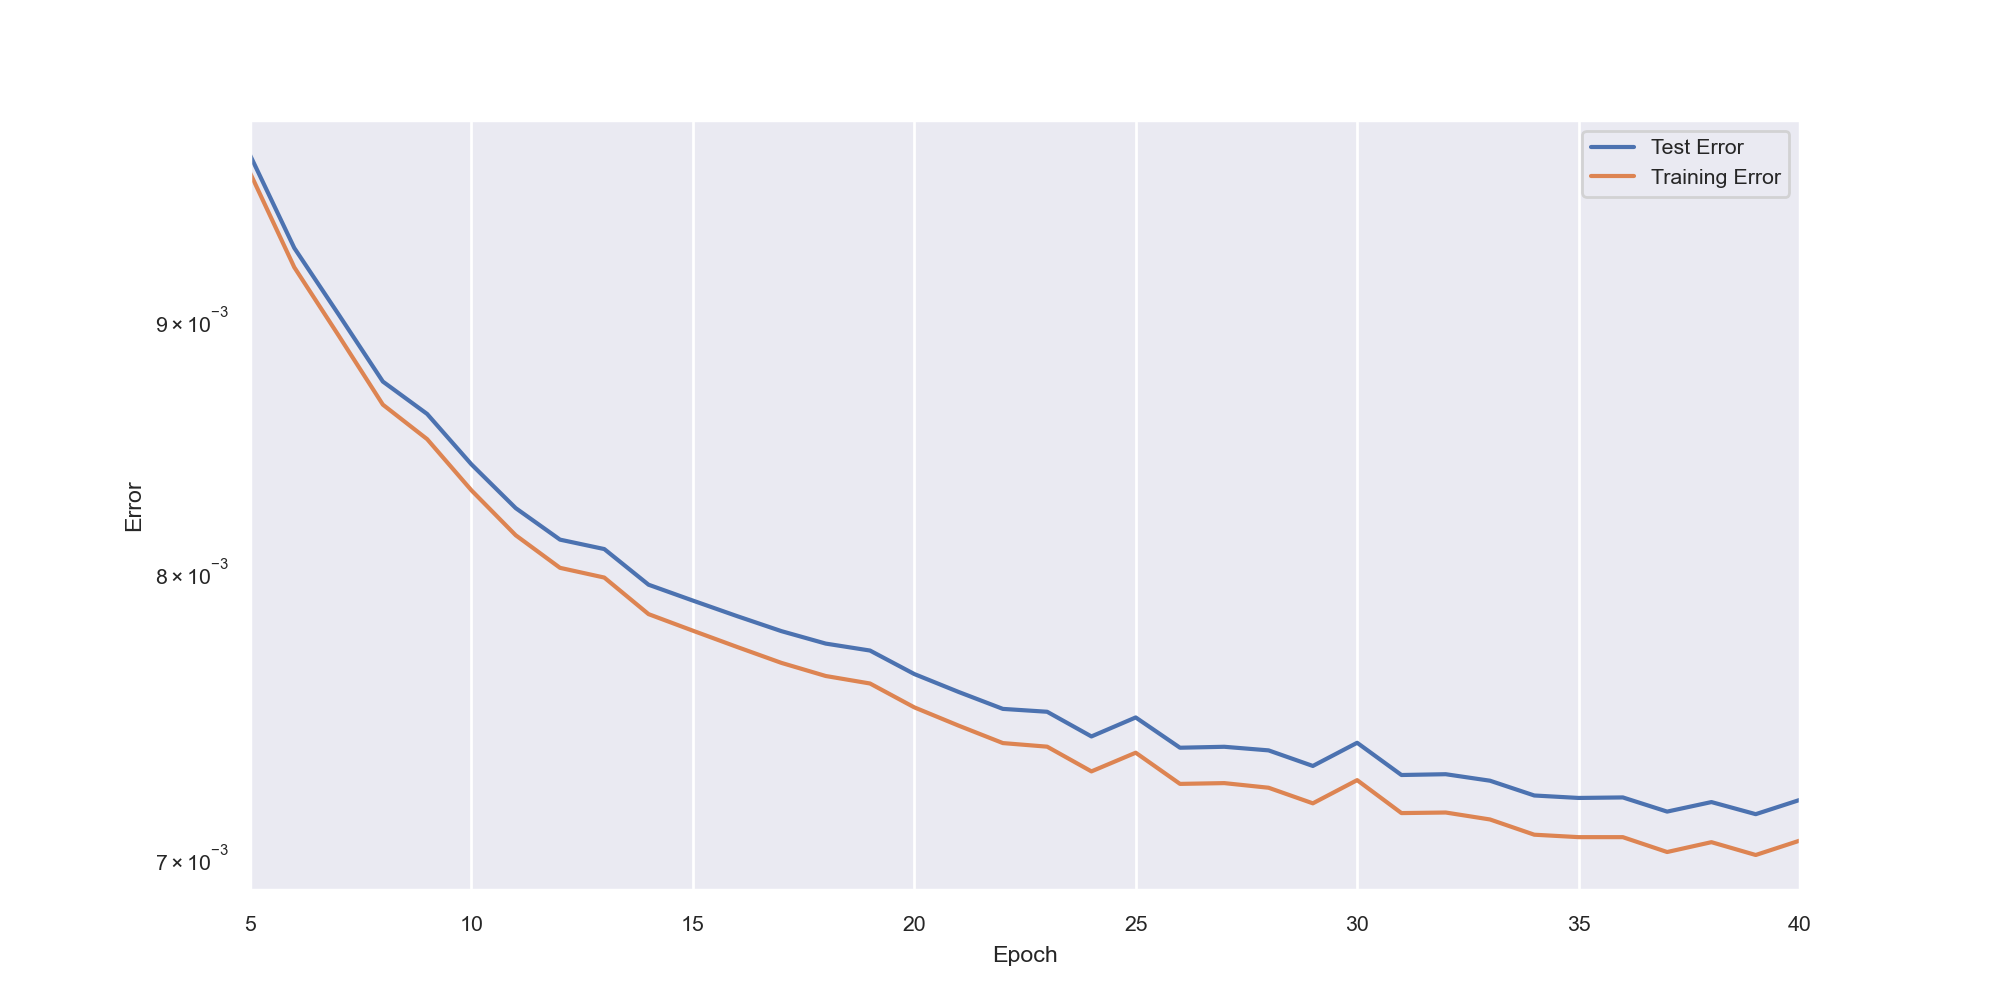 Test Error
Training Error
9 × 10⁻³
8 × 10⁻³
7 × 10⁻³
Error
5 10 15 20 25 30 35 40
Epoch